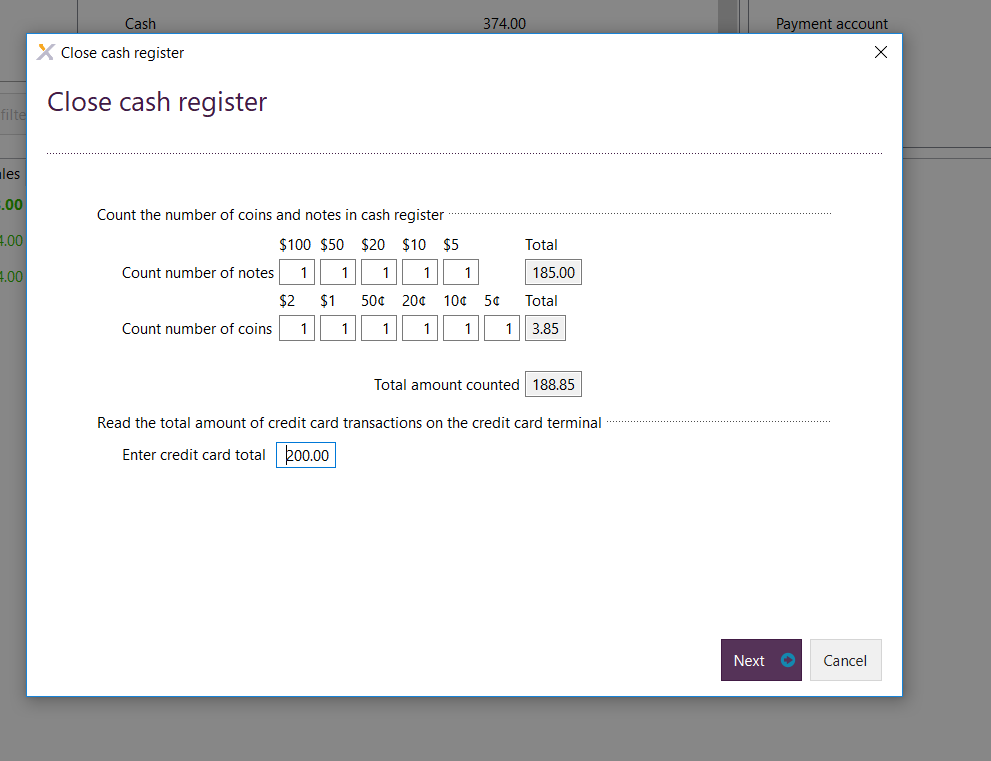 Cash 374.00 Payment account
Close cash register
Close cash register
filte
les
.00
4.00
4.00
Count the number of coins and notes in cash register
$100 $50 $20 $10 $5 Total
Count number of notes 1 1 1 1 1 185.00
$2 $1 50¢ 20¢ 10¢ 5¢ Total
Count number of coins 1 1 1 1 1 1 3.85
Total amount counted 188.85
Read the total amount of credit card transactions on the credit card terminal
Enter credit card total 200.00
Next Cancel